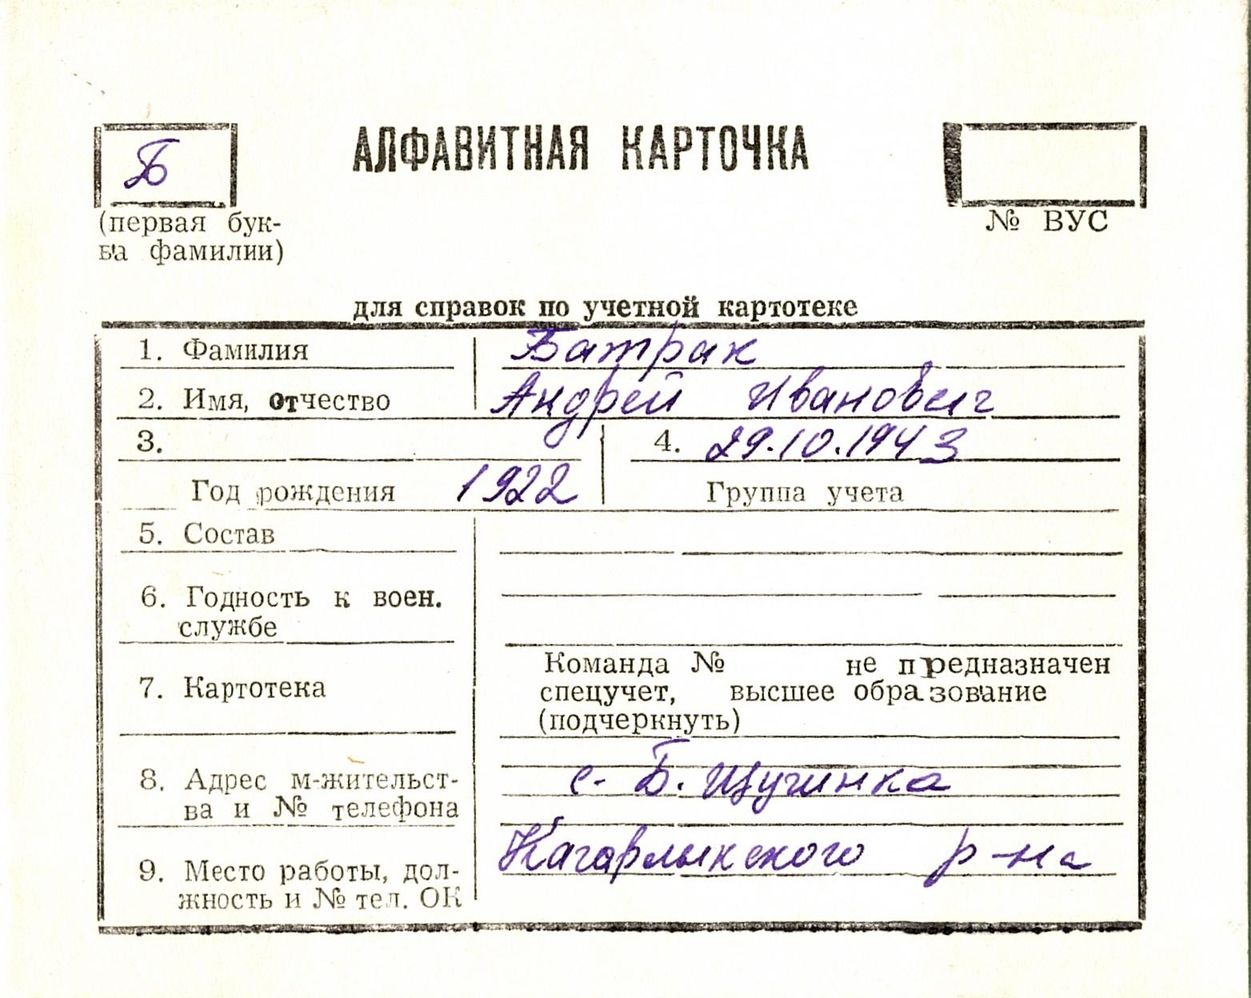 Б
АЛФАВИТНАЯ КАРТОЧКА
(первая бук-
ва фамилии)
№ ВУС
для справок по учетной картотеке
1. Фамилия Батрак
2. Имя, отчество Андрей Иванович
3.
4. 29.10.1943
Год рождения 1922
Группа учета
5. Состав
6. Годность к воен.
службе
7. Картотека
Команда № не предназначен
спецучет, высшее образование
(подчеркнуть)
8. Адрес м-жительст-
ва и № телефона
с. Б. Щучинка
Кагарлыкского р-на
9. Место работы, дол-
жность и № тел. ОК